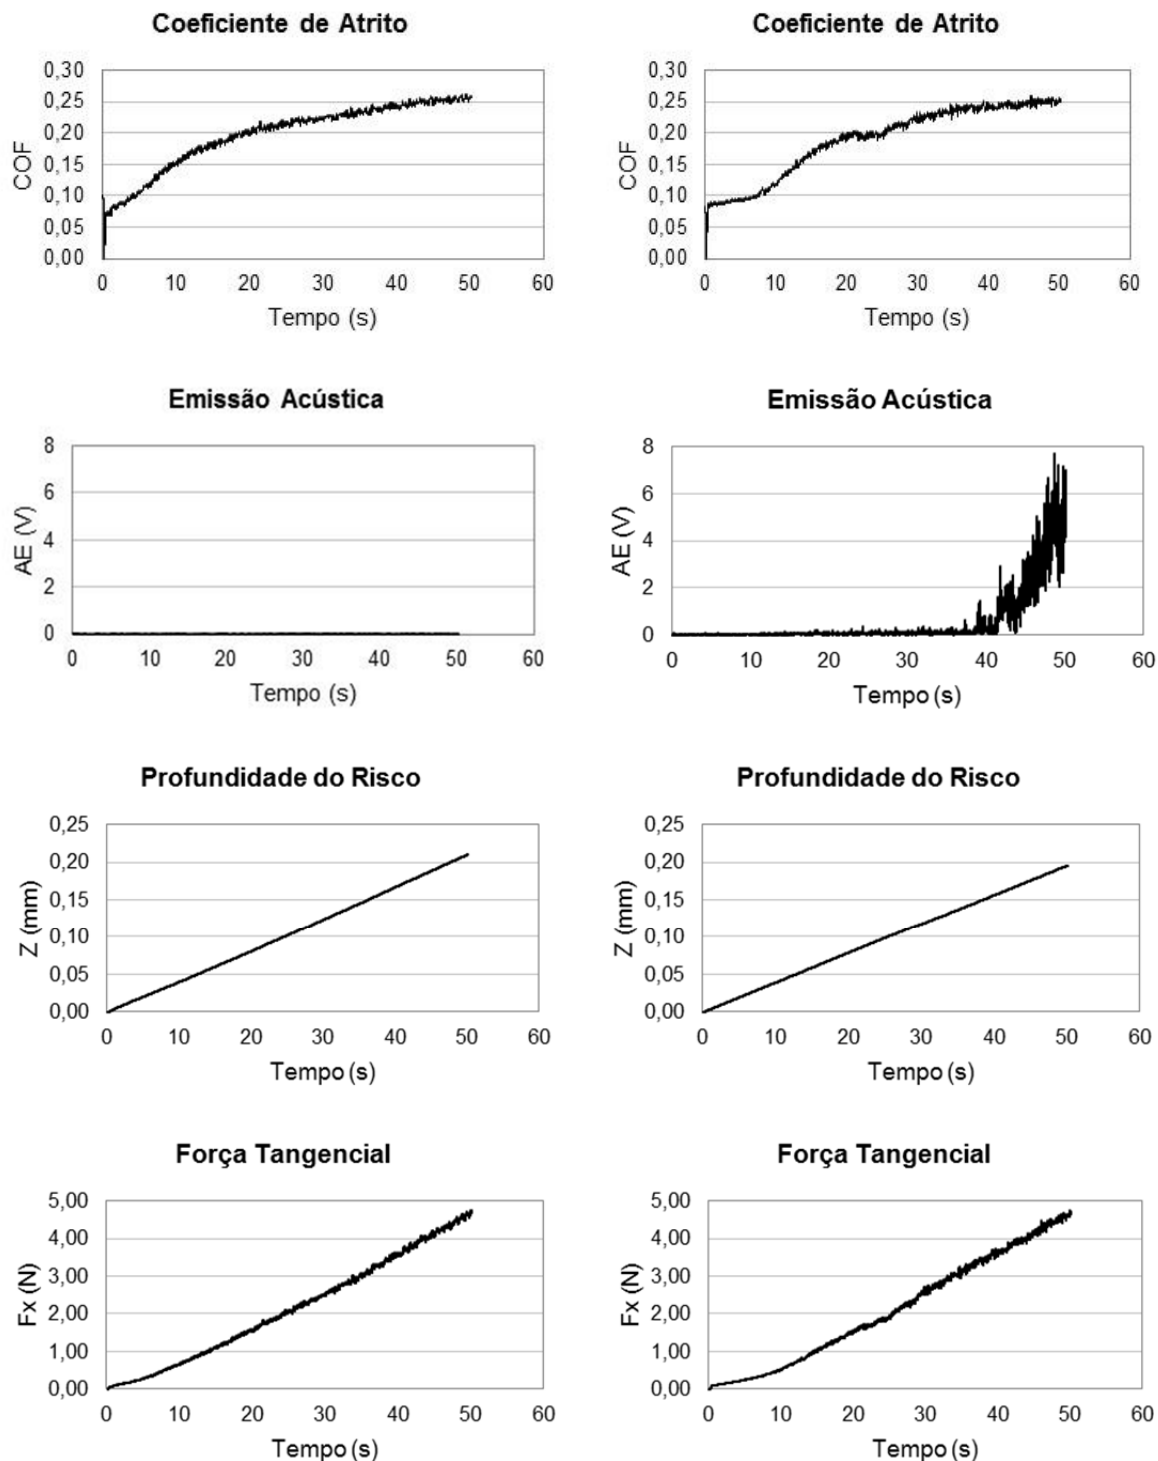 Coeficiente de Atrito
0,30
0,25
0,20
0,15
0,10
0,05
0,00
COF
0 10 20 30 40 50 60
Tempo (s)
Coeficiente de Atrito
0,30
0,25
0,20
0,15
0,10
0,05
0,00
COF
0 10 20 30 40 50 60
Tempo (s)
Emissão Acústica
8
6
4
2
0
AE (V)
0 10 20 30 40 50 60
Tempo (s)
Emissão Acústica
8
6
4
2
0
AE (V)
0 10 20 30 40 50 60
Tempo (s)
Profundidade do Risco
0,25
0,20
0,15
0,10
0,05
0,00
Z (mm)
0 10 20 30 40 50 60
Tempo (s)
Profundidade do Risco
0,25
0,20
0,15
0,10
0,05
0,00
Z (mm)
0 10 20 30 40 50 60
Tempo (s)
Força Tangencial
5,00
4,00
3,00
2,00
1,00
0,00
Fx (N)
0 10 20 30 40 50 60
Tempo (s)
Força Tangencial
5,00
4,00
3,00
2,00
1,00
0,00
Fx (N)
0 10 20 30 40 50 60
Tempo (s)